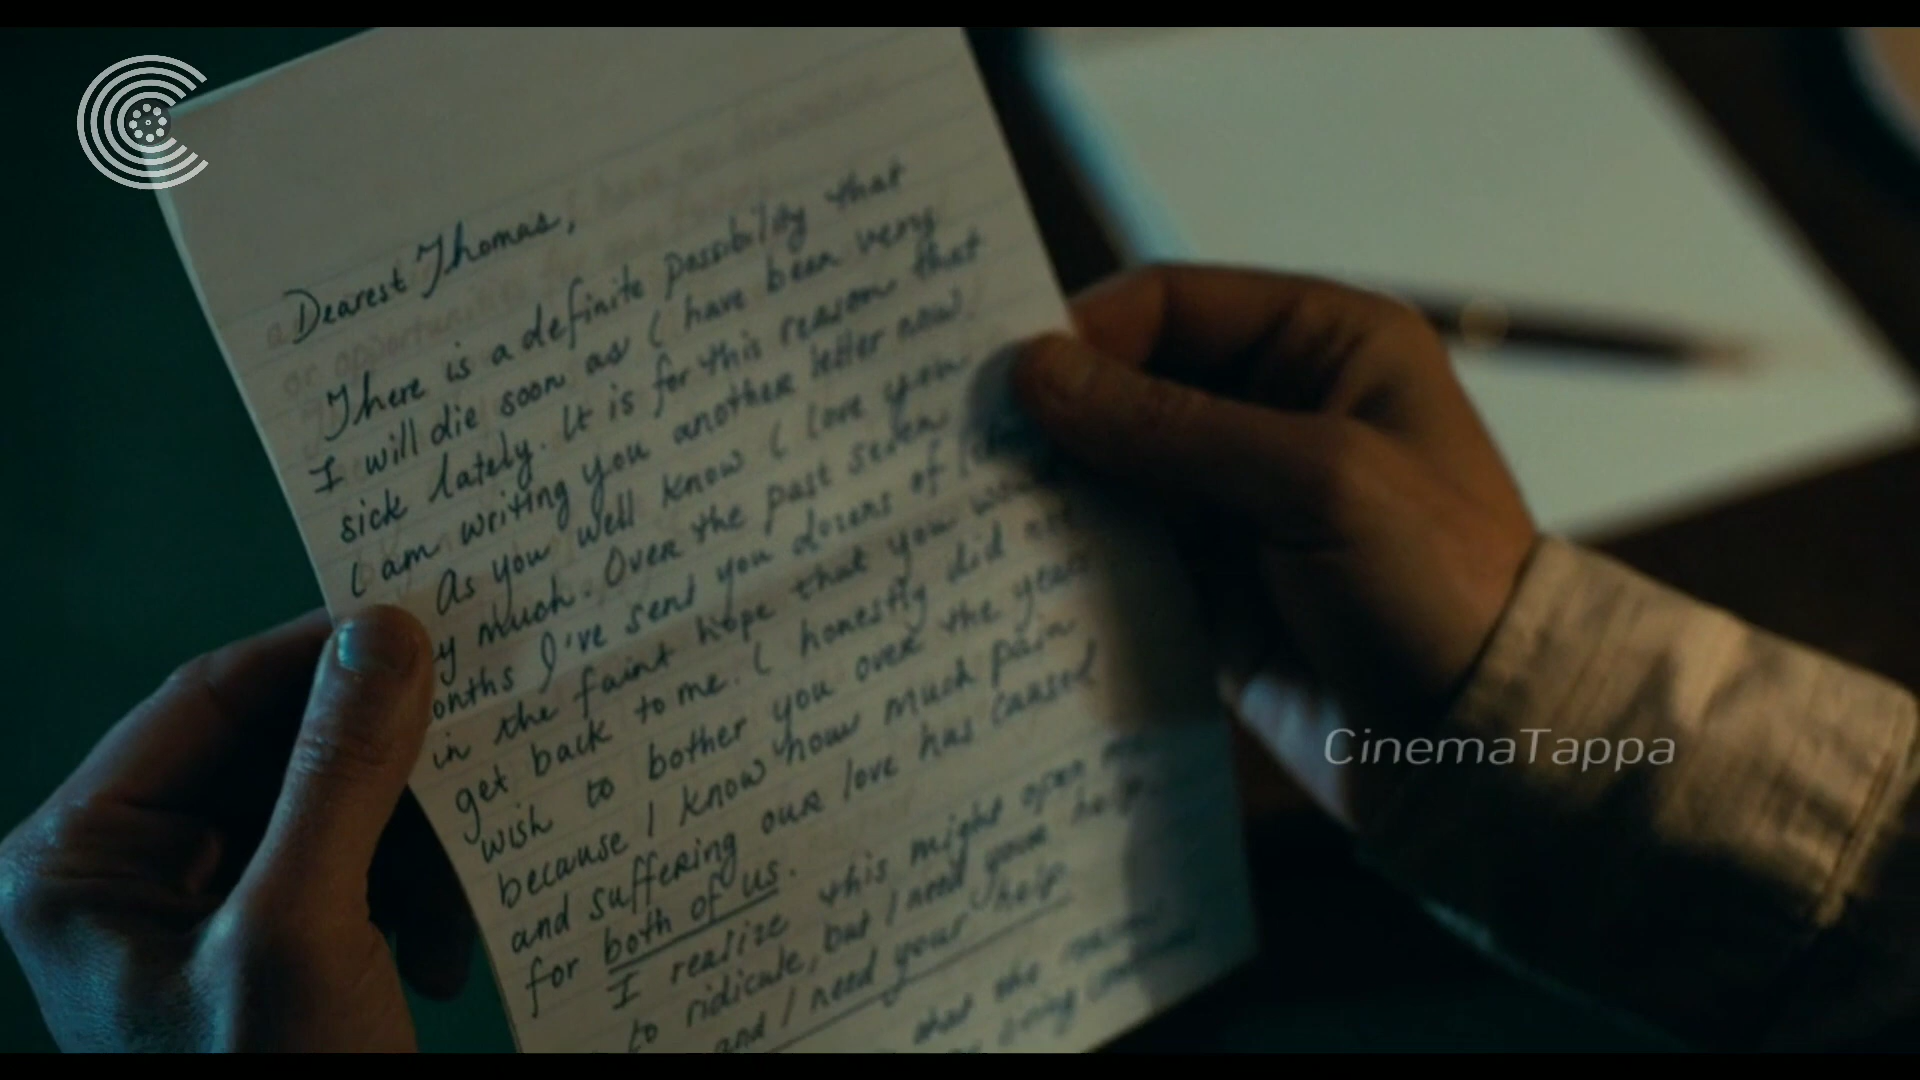 Dearest Thomas,
There is a definite possibility that
I will die soon as I have been very
sick lately. It is for this reason that
I am writing you another letter now.
As you well know I love you
y much. Over the past seven
onths I've sent you dozens of
in the faint hope that you
get back to me. I honestly did
wish to bother you over the years
because I know how much pain
and suffering our love has caused
for both of us.
I realize this might open me
to ridicule, but I need your help.
and I need your help.
that the
CinemaTappa